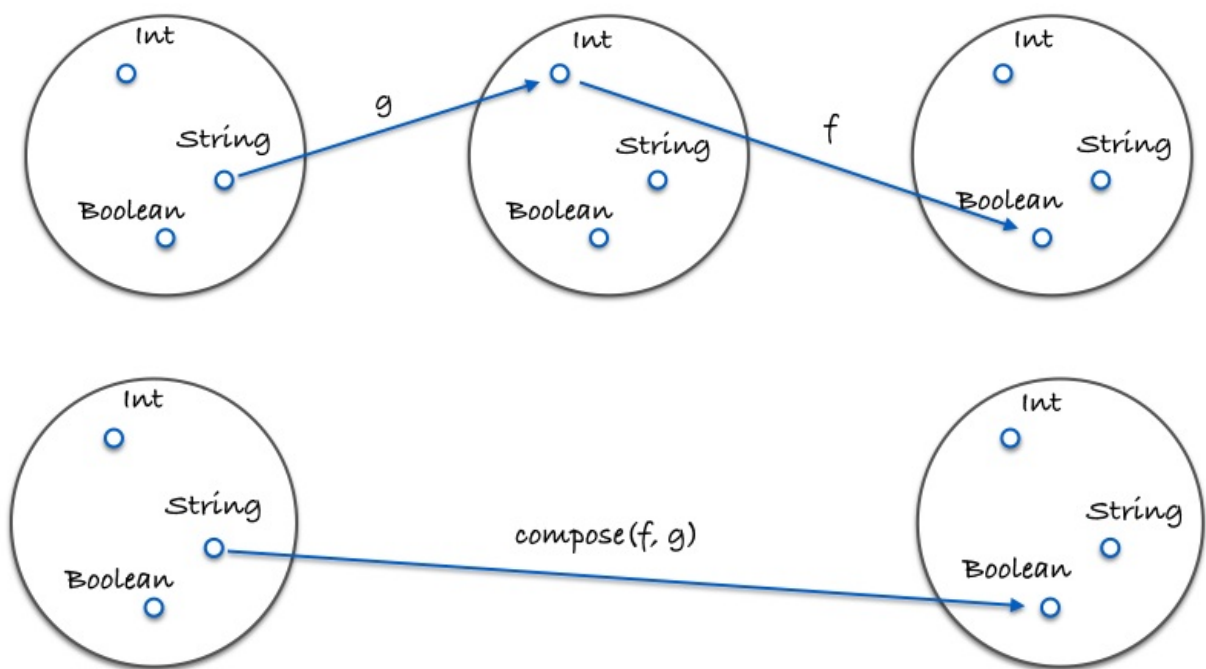 Int
String
Boolean
g
Int
String
Boolean
f
Int
String
Boolean
Int
String
Boolean
compose(f, g)
Int
String
Boolean